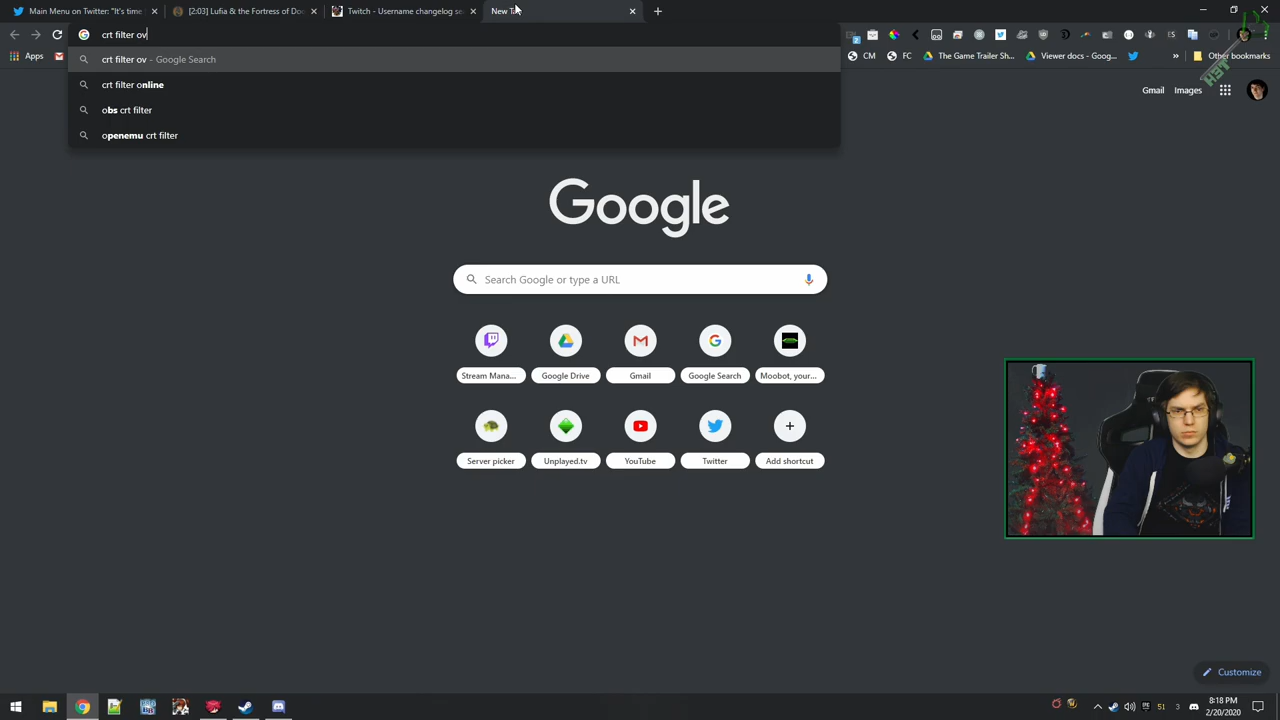 Main Menu on Twitter: "It's time
[2:03] Lufia & the Fortress of Do
Twitch - Username changelog se
New Ta
crt filter ov
Apps
CM
FC
The Game Trailer Show...
Viewer docs - Goog...
»
Other bookmarks
crt filter ov - Google Search
crt filter online
obs crt filter
openemu crt filter
Gmail
Images
Google
Search Google or type a URL
Stream Mana...
Google Drive
Gmail
Google Search
Moobot, your...
Server picker
Unplayed.tv
YouTube
Twitter
Add shortcut
Customize
51
3
8:18 PM
2/20/2020